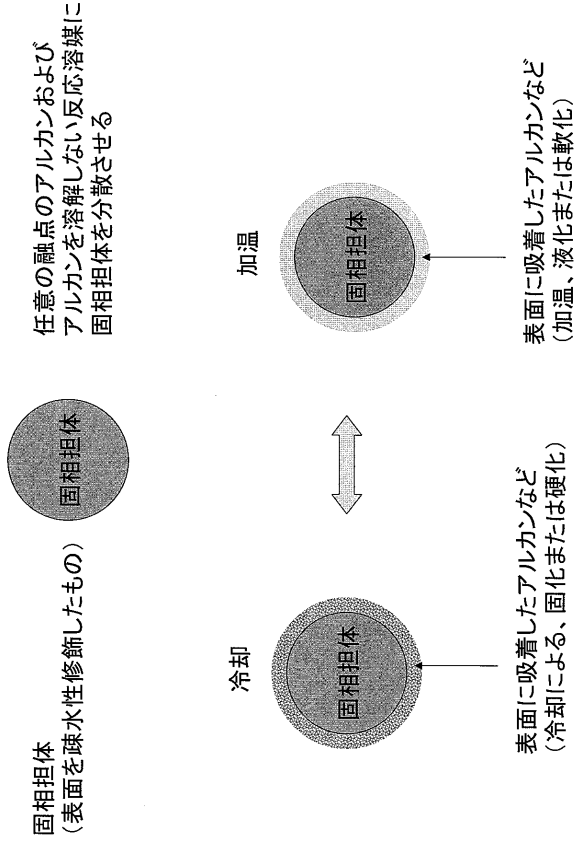 固相担体
（表面を疎水性修飾したもの）
固相担体
任意の融点のアルカンおよび
アルカンを溶解しない反応溶媒に
固相担体を分散させる
冷却
固相担体
表面に吸着したアルカンなど
（冷却による、固化または硬化）
加温
固相担体
表面に吸着したアルカンなど
（加温、液化または軟化）